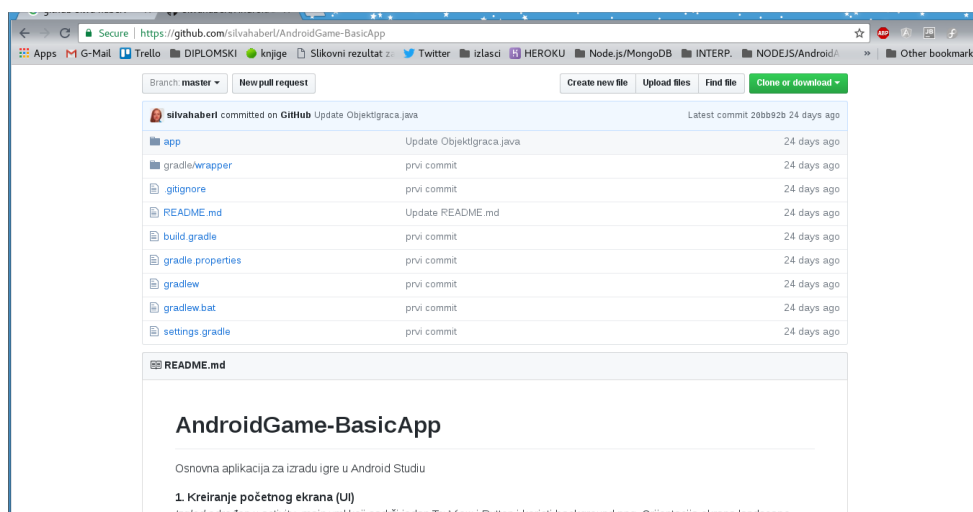 Secure | https://github.com/silvahaberl/AndroidGame-BasicApp
Apps G-Mail Trello DIPLOMSKI knjige Slikovni rezultat za Twitter izlasci HEROKU Node.js/MongoDB INTERP. NODEJS/AndroidA » Other bookmark
Branch: master New pull request Create new file Upload files Find file Clone or download
silvahaberl committed on GitHub Update ObjektIgraca.java Latest commit 20bb92b 24 days ago
app Update ObjektIgraca.java 24 days ago
gradle/wrapper prvi commit 24 days ago
.gitignore prvi commit 24 days ago
README.md Update README.md 24 days ago
build.gradle prvi commit 24 days ago
gradle.properties prvi commit 24 days ago
gradlew prvi commit 24 days ago
gradlew.bat prvi commit 24 days ago
settings.gradle prvi commit 24 days ago
README.md
AndroidGame-BasicApp
Osnovna aplikacija za izradu igre u Android Studiu
1. Kreiranje početnog ekrana (UI)